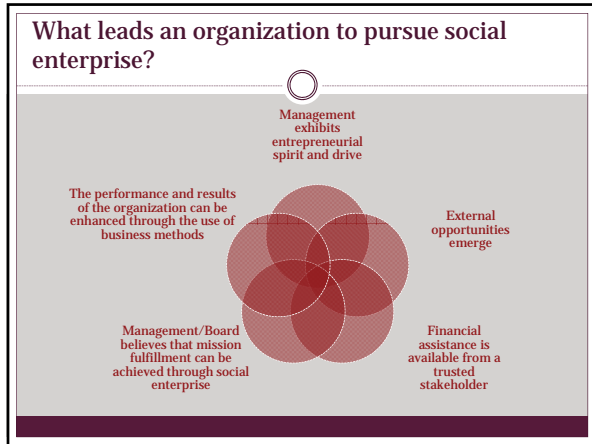 What leads an organization to pursue social
enterprise?
Management
exhibits
entrepreneurial
spirit and drive
The performance and results
of the organization can be
enhanced through the use of
business methods
External
opportunities
emerge
Management/Board
believes that mission
fulfillment can be
achieved through social
enterprise
Financial
assistance is
available from a
trusted
stakeholder